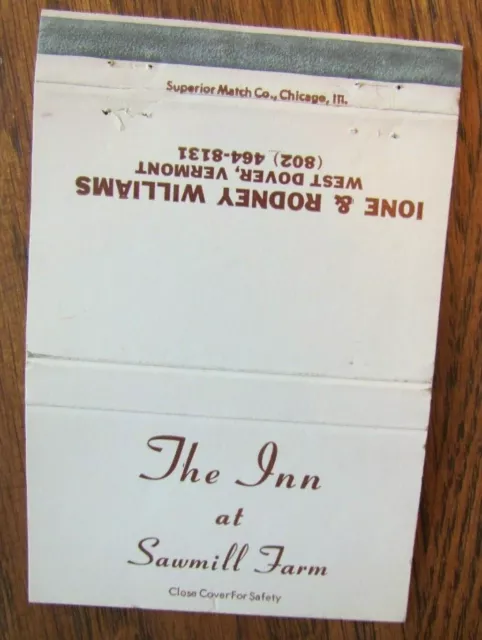 Superior Match Co., Chicago, Ill.
IONE & RODNEY WILLIAMS
WEST DOVER, VERMONT
(802) 464-8131
The Inn
at
Sawmill Farm
Close Cover For Safety